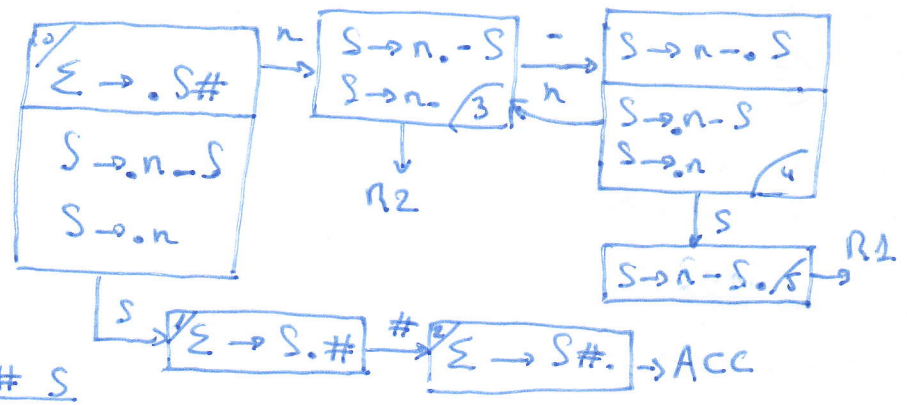 0
Σ → .S#
S → .n-S
S → .n
n
S → n.-S
S → n.
3
R2
-
n
S → n-.S
S → .n-S
S → .n
4
S
S → n-S.
5
R1
S
1
Σ → S.#
#
2
Σ → S#.
→ ACC
# S